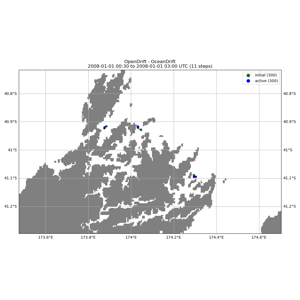 OpenDrift - OceanDrift
2008-01-01 00:30 to 2008-01-01 03:00 UTC (11 steps)
initial (300)
active (300)
40.8°S
40.8°S
40.9°S
40.9°S
41°S
41°S
41.1°S
41.1°S
41.2°S
41.2°S
173.6°E
173.8°E
174°E
174.2°E
174.4°E
174.6°E